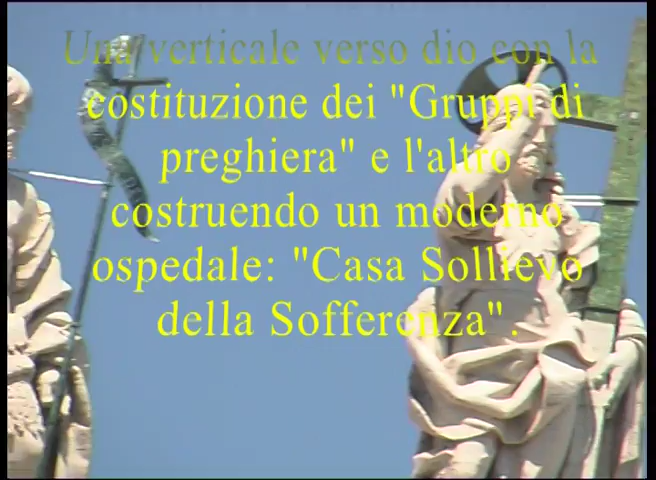 Una verticale verso dio con la
costituzione dei "Gruppi di
preghiera" e l'altro
costruendo un moderno
ospedale: "Casa Sollievo
della Sofferenza".